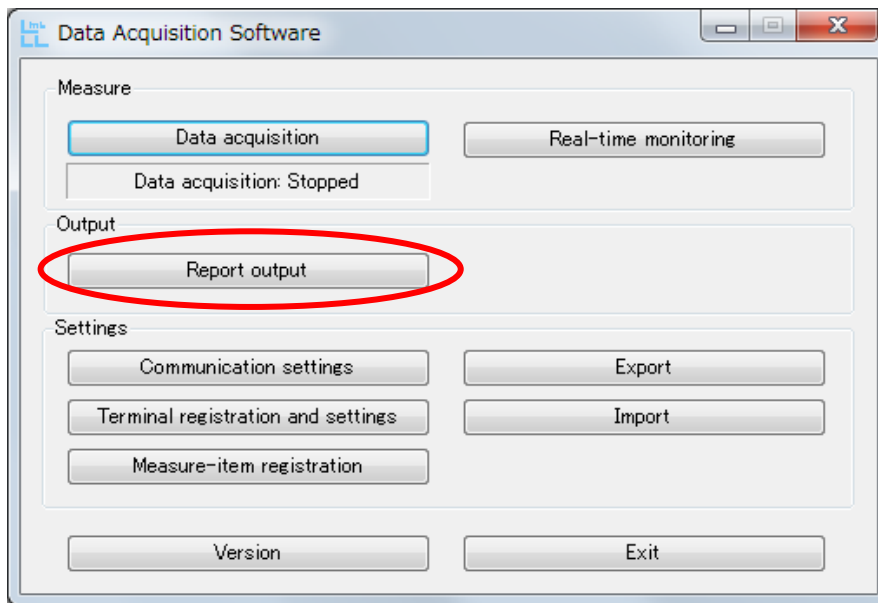 Data Acquisition Software
Measure
Data acquisition
Real-time monitoring
Data acquisition: Stopped
Output
Report output
Settings
Communication settings
Export
Terminal registration and settings
Import
Measure-item registration
Version
Exit